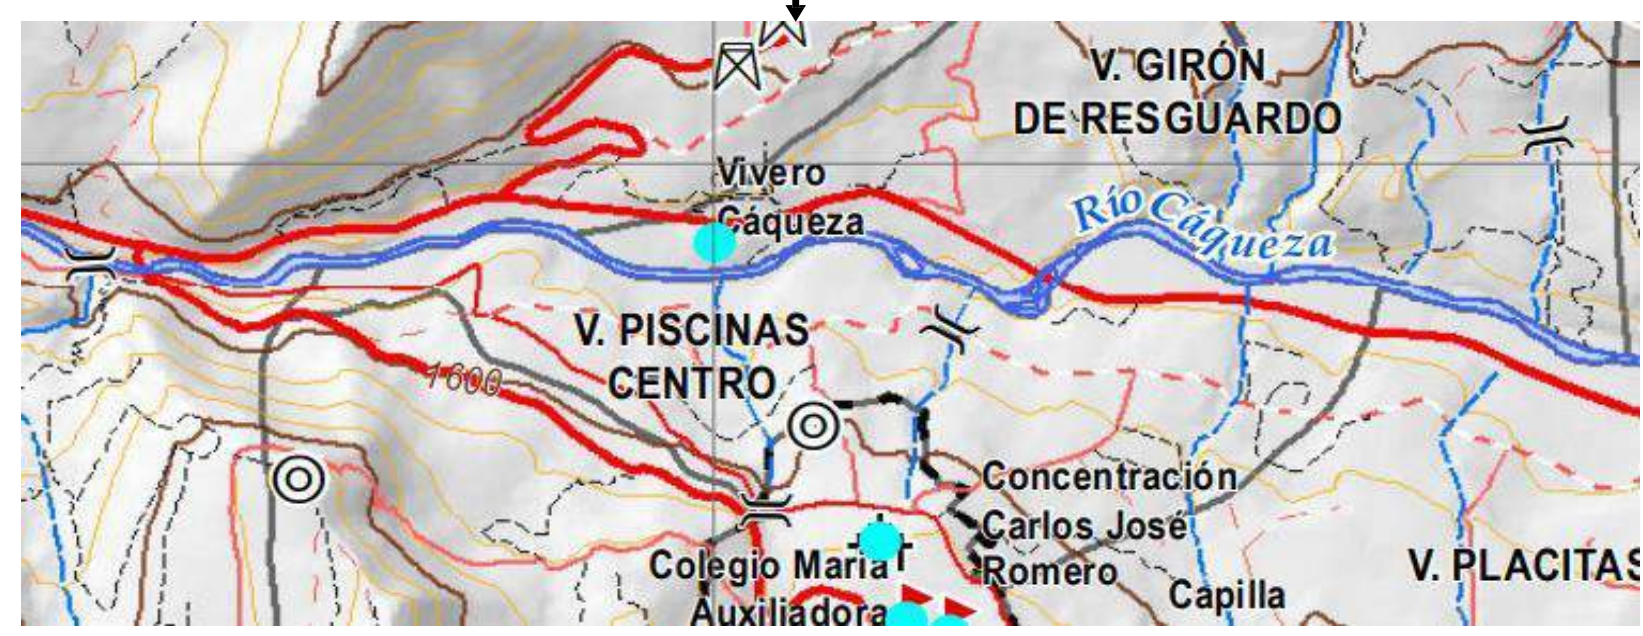 V. GIRÓN
DE RESGUARDO
Vivero
Cáqueza
Río Cáqueza
V. PISCINAS
CENTRO
1600
Concentración
Carlos José
Romero
Colegio María
Auxiliadora
V. PLACITAS
Capilla